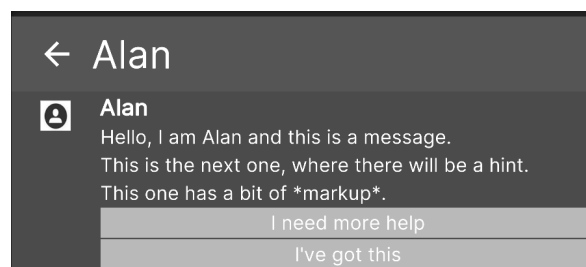 Alan
Alan
Hello, I am Alan and this is a message.
This is the next one, where there will be a hint.
This one has a bit of *markup*.
I need more help
I've got this